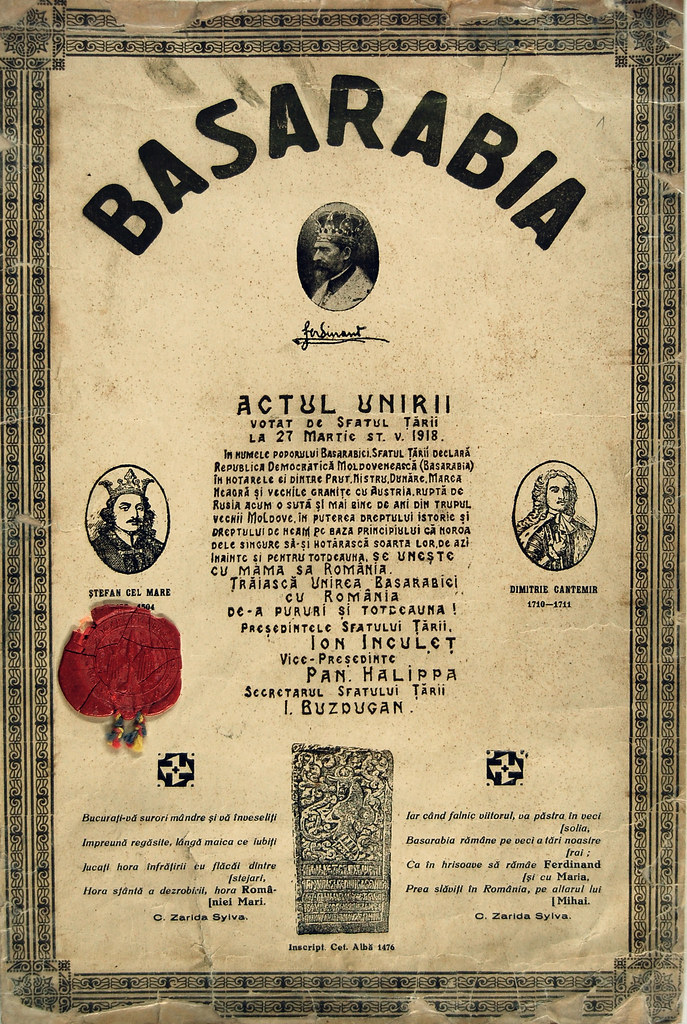 BASARABIA
Ferdinand
ACTUL UNIRII
VOTAT DE SFATUL ȚĂRII
LA 27 MARTIE ST. V. 1918.
ÎN NUMELE POPORULUI BASARABIEI, SFATUL ȚĂRII DECLARĂ
REPUBLICA DEMOCRATICĂ MOLDOVENEASCĂ (BASARABIA)
ÎN HOTARELE EI DINTRE PRUT, NISTRU, DUNĂRE, MAREA
NEAGRĂ ȘI VECHILE GRANIȚE CU AUSTRIA, RUPTĂ DE
RUSIA ACUM O SUTĂ ȘI MAI BINE DE ANI DIN TRUPUL
VECHII MOLDOVE, ÎN PUTEREA DREPTULUI ISTORIC ȘI
DREPTULUI DE NEAM, PE BAZA PRINCIPIULUI CĂ NOROA
DELE SINGURE SĂ-ȘI HOTĂRASCĂ SOARTA LOR, DE AZI
ÎNAINTE ȘI PENTRU TOTDEAUNA, SE UNEȘTE
CU MAMA SA ROMÂNIA.
TRĂIASCĂ UNIREA BASARABIEI
CU ROMÂNIA
DE-A PURURI ȘI TOTDEAUNA!
PREȘEDINTELE SFATULUI ȚĂRII,
ION INCULEȚ
VICE-PREȘEDINTE
PAN. HALIPPA
SECRETARUL SFATULUI ȚĂRII
I. BUZDUGAN.
ȘTEFAN CEL MARE
1504
DIMITRIE CANTEMIR
1710—1711
Bucurați-vă surori mândre și vă înveseliți
Împreună regăsite, lângă maica ce iubiți
Jucați hora înfrățirii cu flăcăi dintre
[stejari,
Hora sfântă a dezrobirii, hora Româ-
[niei Mari.
C. Zarida Sylva.
Iar când falnic viitorul, va păstra în veci
[solia,
Basarabia rămâne pe veci a țări noastre
[rai ;
Ca în hrisoave să rămâe Ferdinand
[și cu Maria,
Prea slăviți în România, pe altarul lui
[Mihai.
C. Zarida Sylva.
Inscript. Cet. Albă 1476